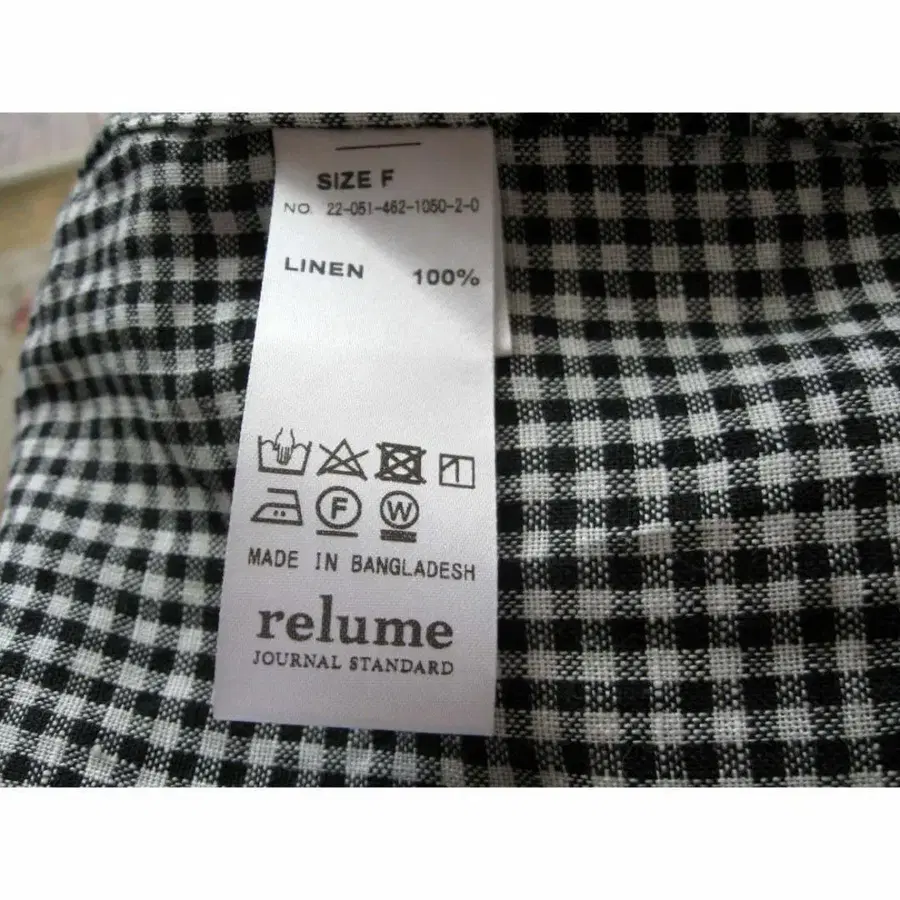 SIZE F
NO. 22-051-462-1050-2-0
LINEN 100%
F W
MADE IN BANGLADESH
relume
JOURNAL STANDARD